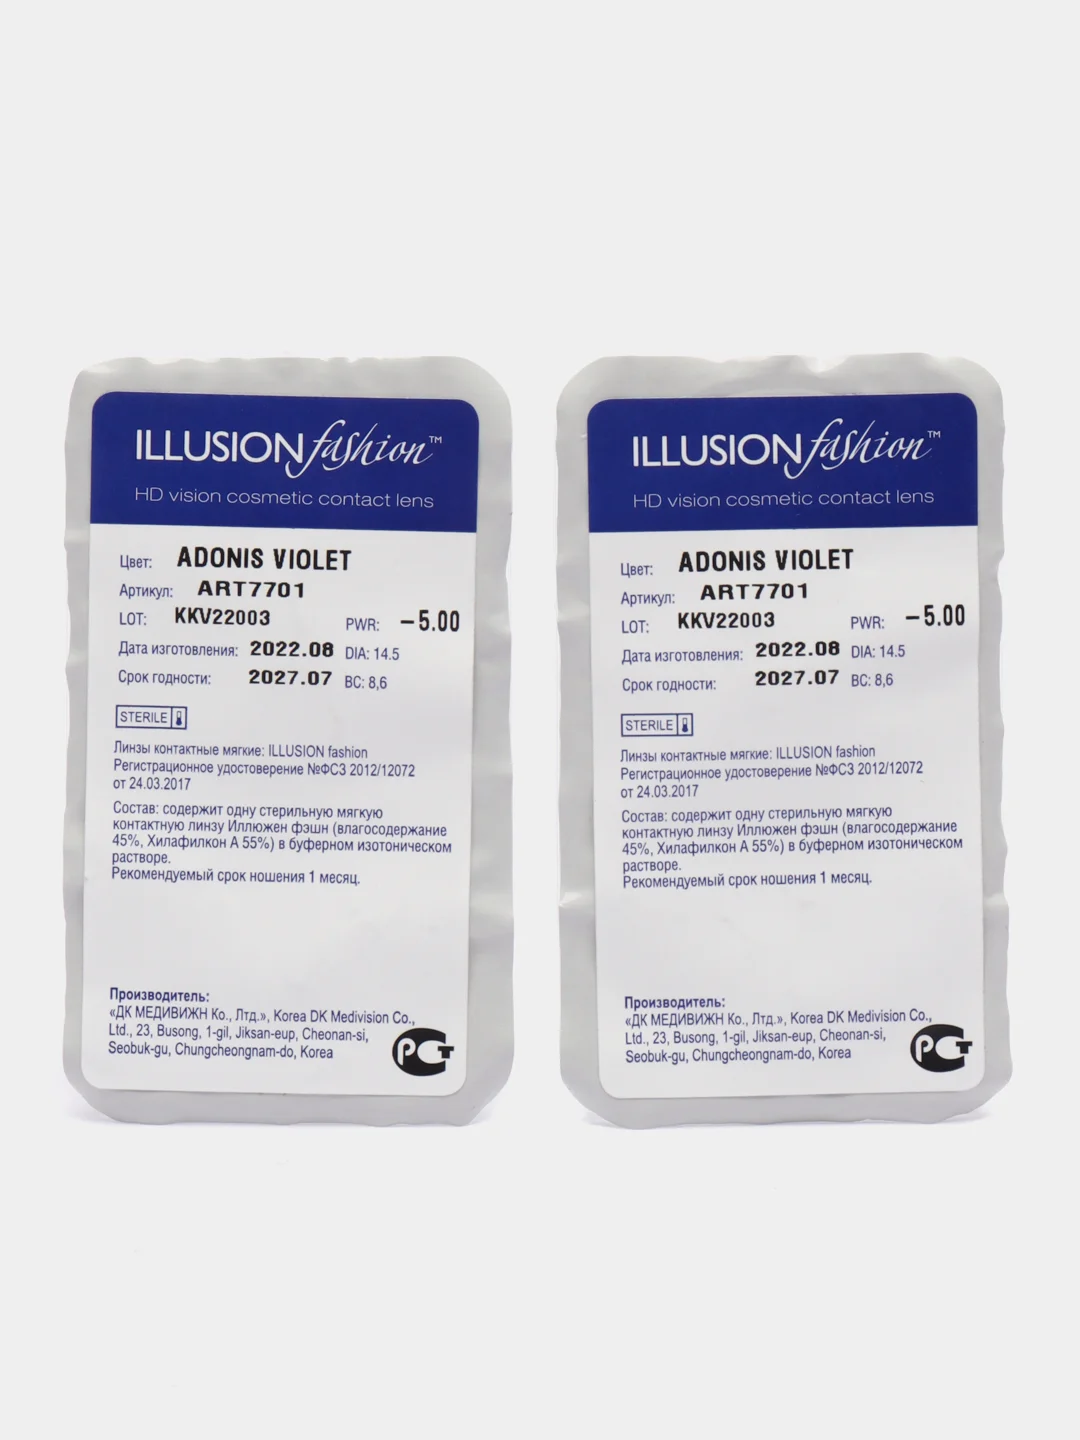 ILLUSION fashion™
HD vision cosmetic contact lens
Цвет: ADONIS VIOLET
Артикул: ART7701
LOT: KKV22003 PWR: -5.00
Дата изготовления: 2022.08 DIA: 14.5
Срок годности: 2027.07 BC: 8,6
STERILE
Линзы контактные мягкие: ILLUSION fashion
Регистрационное удостоверение №ФСЗ 2012/12072
от 24.03.2017
Состав: содержит одну стерильную мягкую
контактную линзу Иллюжен фэшн (влагосодержание
45%, Хилафилкон А 55%) в буферном изотоническом
растворе.
Рекомендуемый срок ношения 1 месяц.
Производитель:
«ДК МЕДИВИЖН Ко., Лтд.», Korea DK Medivision Co.,
Ltd., 23, Busong, 1-gil, Jiksan-eup, Cheonan-si,
Seobuk-gu, Chungcheongnam-do, Korea
РСТ
ILLUSION fashion™
HD vision cosmetic contact lens
Цвет: ADONIS VIOLET
Артикул: ART7701
LOT: KKV22003 PWR: -5.00
Дата изготовления: 2022.08 DIA: 14.5
Срок годности: 2027.07 BC: 8,6
STERILE
Линзы контактные мягкие: ILLUSION fashion
Регистрационное удостоверение №ФСЗ 2012/12072
от 24.03.2017
Состав: содержит одну стерильную мягкую
контактную линзу Иллюжен фэшн (влагосодержание
45%, Хилафилкон А 55%) в буферном изотоническом
растворе.
Рекомендуемый срок ношения 1 месяц.
Производитель:
«ДК МЕДИВИЖН Ко., Лтд.», Korea DK Medivision Co.,
Ltd., 23, Busong, 1-gil, Jiksan-eup, Cheonan-si,
Seobuk-gu, Chungcheongnam-do, Korea
РСТ